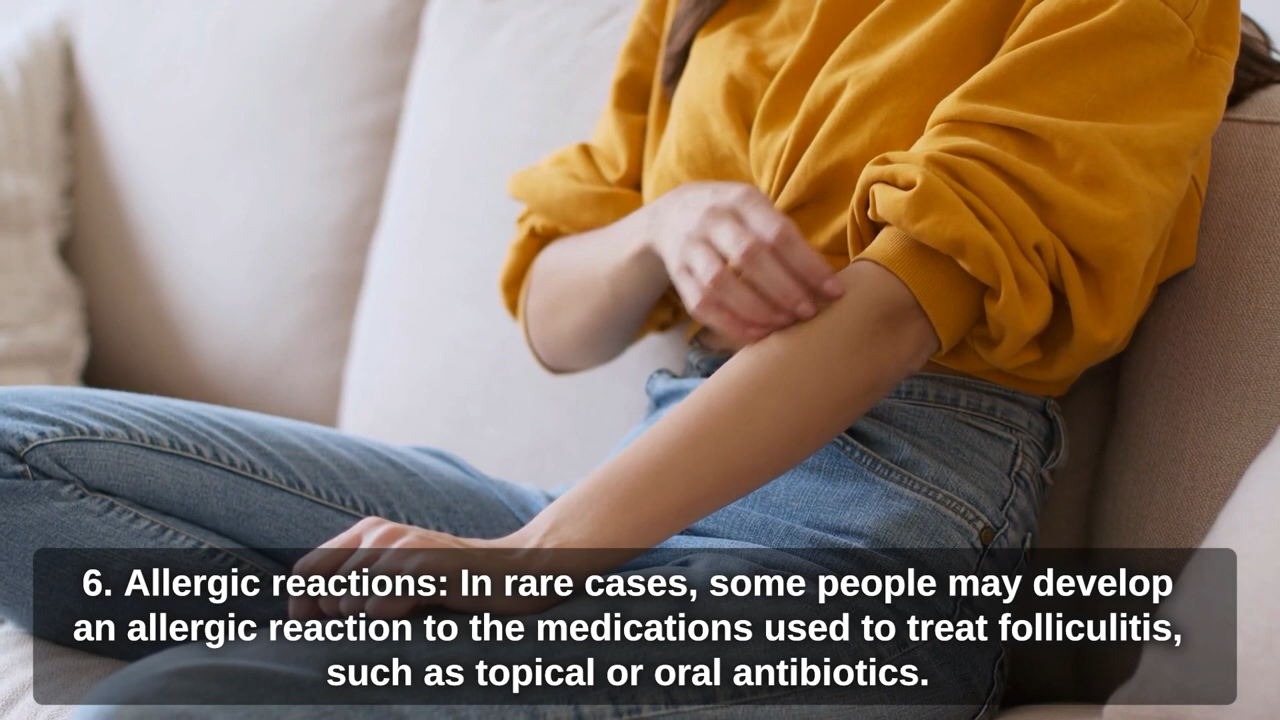 6. Allergic reactions: In rare cases, some people may develop
an allergic reaction to the medications used to treat folliculitis,
such as topical or oral antibiotics.